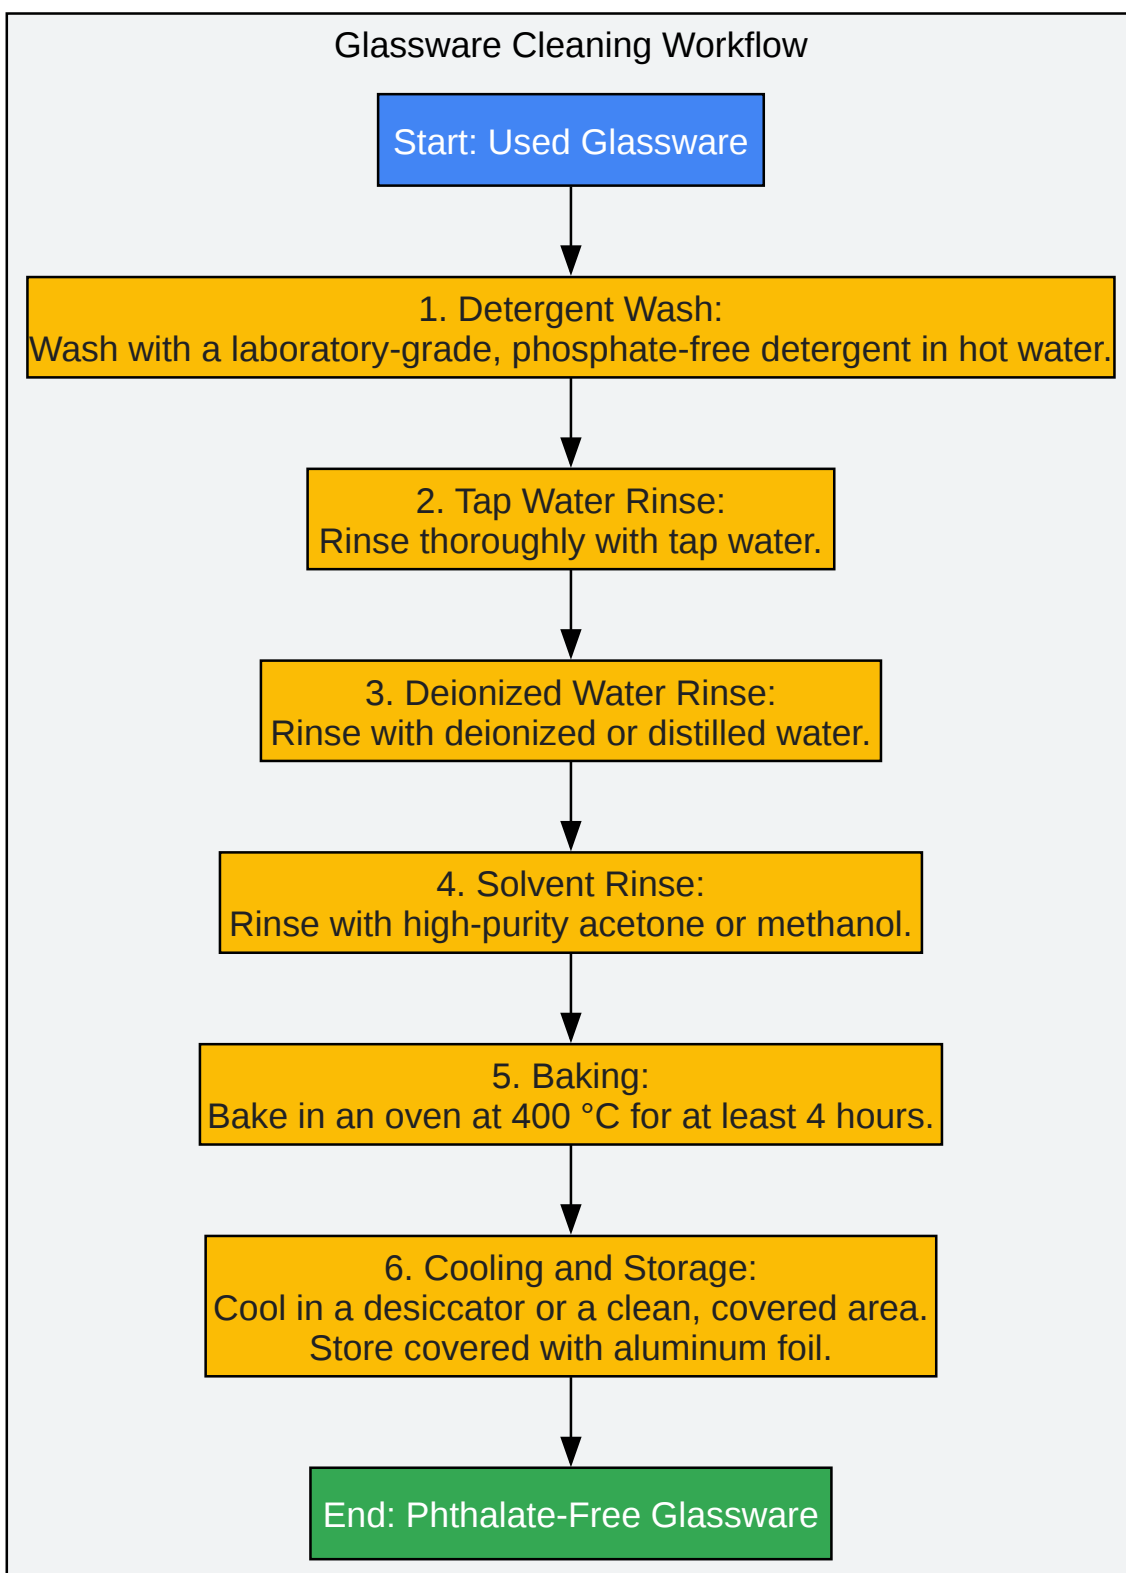 Glassware Cleaning Workflow
Start: Used Glassware
1. Detergent Wash:
Wash with a laboratory-grade, phosphate-free detergent in hot water.
2. Tap Water Rinse:
Rinse thoroughly with tap water.
3. Deionized Water Rinse:
Rinse with deionized or distilled water.
4. Solvent Rinse:
Rinse with high-purity acetone or methanol.
5. Baking:
Bake in an oven at 400 °C for at least 4 hours.
6. Cooling and Storage:
Cool in a desiccator or a clean, covered area.
Store covered with aluminum foil.
End: Phthalate-Free Glassware